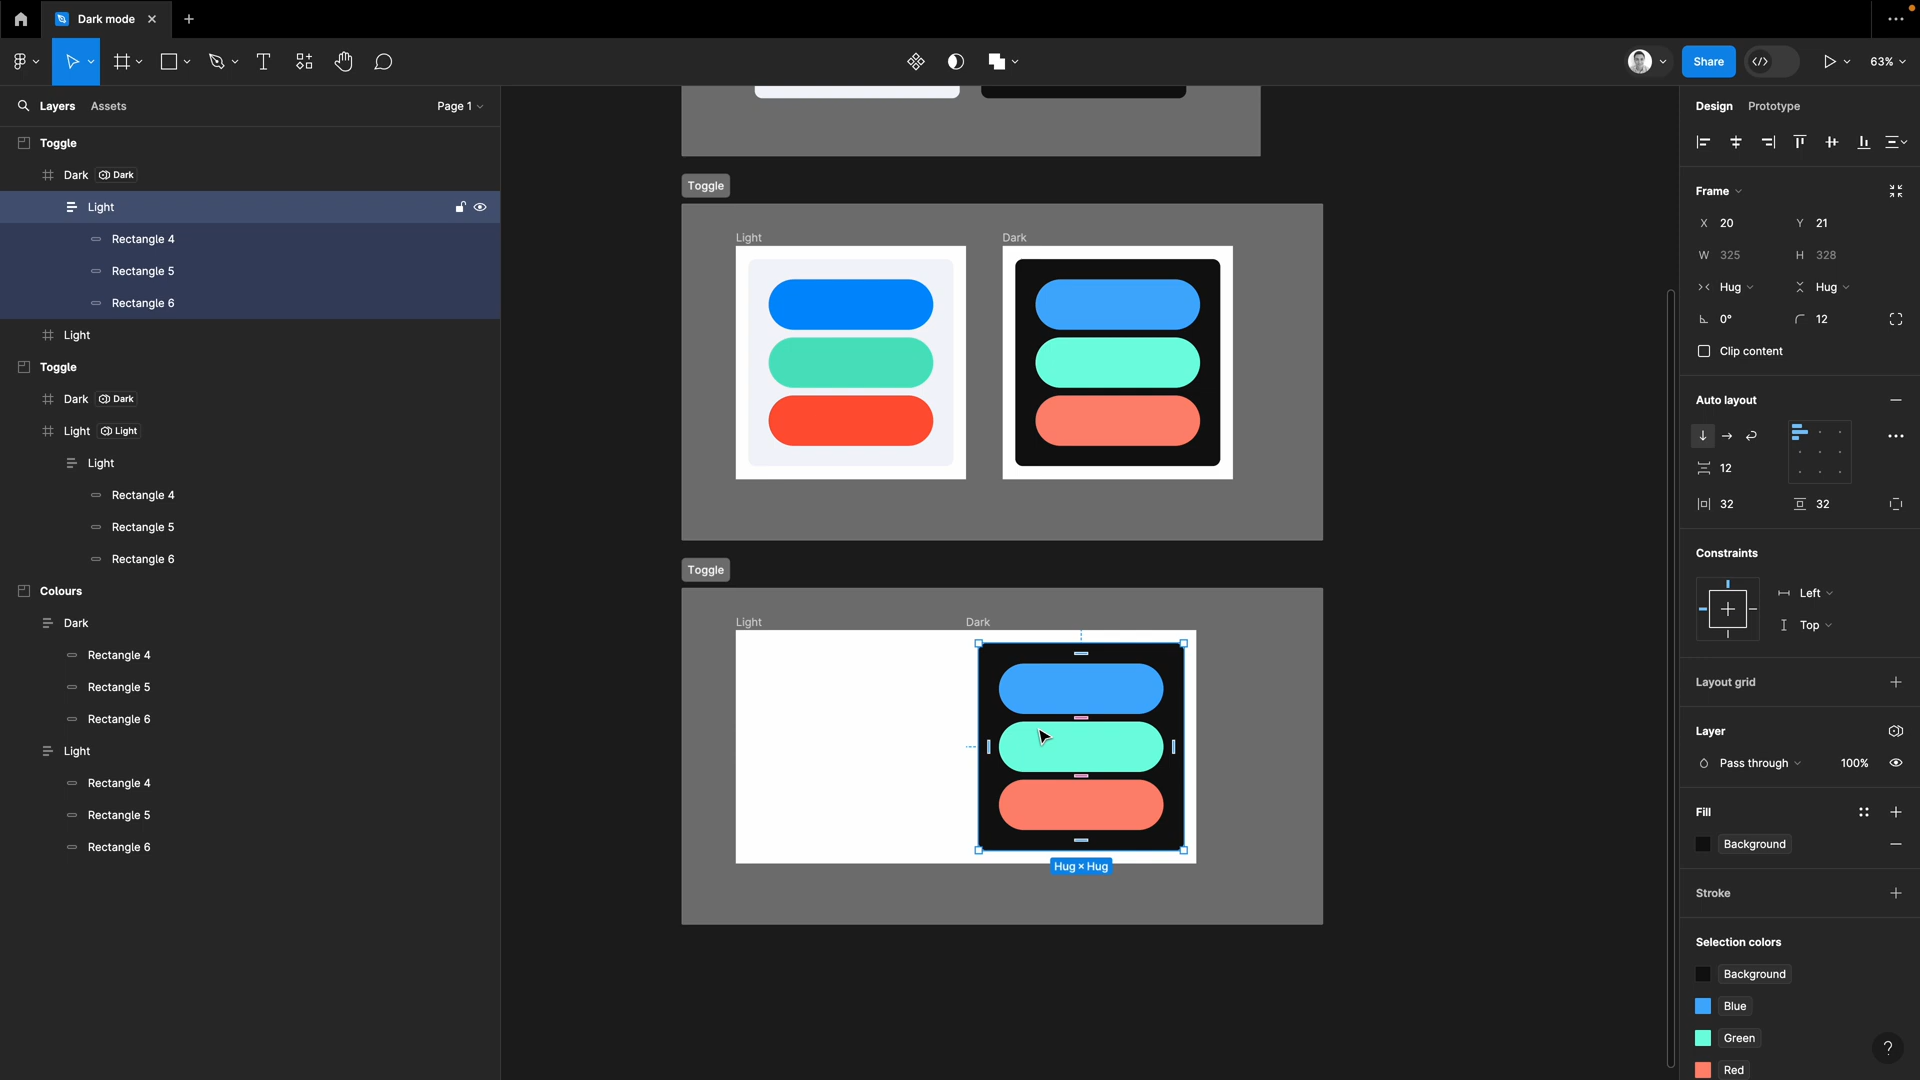 Dark mode
Share
63%
Layers Assets Page 1
Toggle
Dark Dark
Light
Rectangle 4
Rectangle 5
Rectangle 6
Light
Toggle
Dark Dark
Light Light
Light
Rectangle 4
Rectangle 5
Rectangle 6
Colours
Dark
Rectangle 4
Rectangle 5
Rectangle 6
Light
Rectangle 4
Rectangle 5
Rectangle 6
Toggle
Light Dark
Toggle
Light Dark
Hug × Hug
Design Prototype
Frame
X 20 Y 21
W 325 H 328
Hug Hug
0° 12
Clip content
Auto layout
12
32 32
Constraints
Left
Top
Layout grid
Layer
Pass through 100%
Fill
Background
Stroke
Selection colors
Background
Blue
Green
Red
?